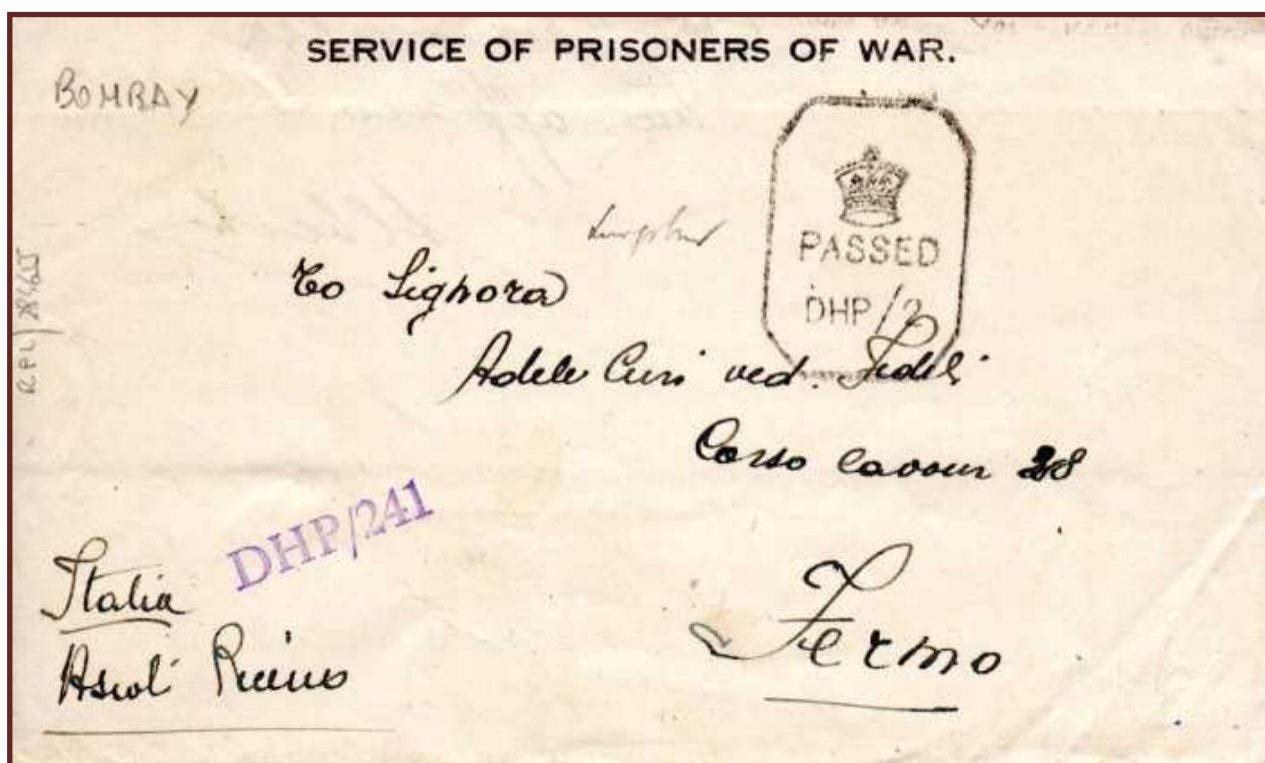 SERVICE OF PRISONERS OF WAR.
BOMBAY
PASSED
DHP/2
To Signora
Adele Curi ved. Fedeli
Corso Cavour 28
DHP/241
Italia
Ascoli Piceno
Fermo